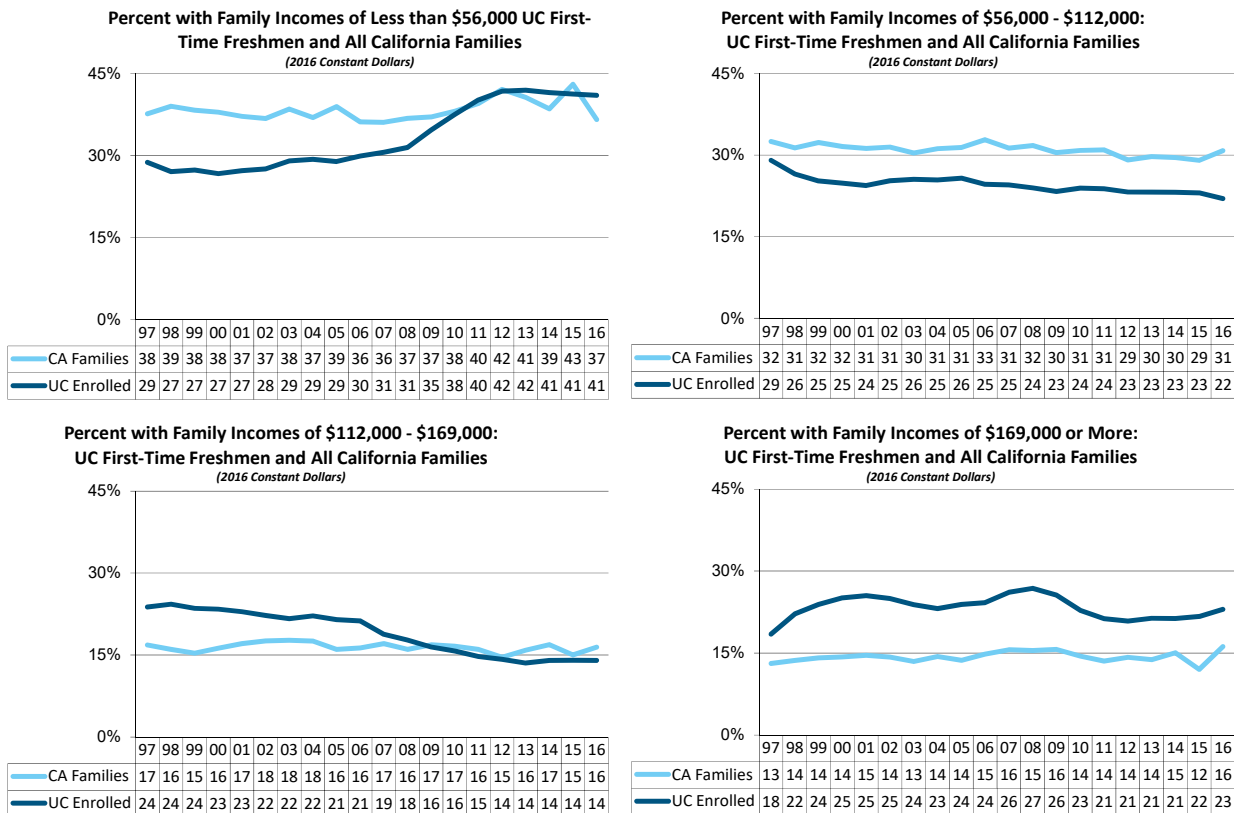 Percent with Family Incomes of Less than $56,000 UC First-
Time Freshmen and All California Families
(2016 Constant Dollars)
45%
30%
15%
0%
97 98 99 00 01 02 03 04 05 06 07 08 09 10 11 12 13 14 15 16
CA Families 38 39 38 38 37 37 38 37 39 36 36 37 37 38 40 42 41 39 43 37
UC Enrolled 29 27 27 27 27 28 29 29 29 30 31 31 35 38 40 42 42 41 41 41
Percent with Family Incomes of $56,000 - $112,000:
UC First-Time Freshmen and All California Families
(2016 Constant Dollars)
45%
30%
15%
0%
97 98 99 00 01 02 03 04 05 06 07 08 09 10 11 12 13 14 15 16
CA Families 32 31 32 32 31 31 30 31 31 33 31 32 30 31 31 29 30 30 29 31
UC Enrolled 29 26 25 25 24 25 26 25 26 25 25 24 23 24 24 23 23 23 23 22
Percent with Family Incomes of $112,000 - $169,000:
UC First-Time Freshmen and All California Families
(2016 Constant Dollars)
45%
30%
15%
0%
97 98 99 00 01 02 03 04 05 06 07 08 09 10 11 12 13 14 15 16
CA Families 17 16 15 16 17 18 18 18 16 16 17 16 17 17 16 15 16 17 15 16
UC Enrolled 24 24 24 23 23 22 22 22 21 21 19 18 16 16 15 14 14 14 14 14
Percent with Family Incomes of $169,000 or More:
UC First-Time Freshmen and All California Families
(2016 Constant Dollars)
45%
30%
15%
0%
97 98 99 00 01 02 03 04 05 06 07 08 09 10 11 12 13 14 15 16
CA Families 13 14 14 14 15 14 13 14 14 15 16 15 16 14 14 14 14 15 12 16
UC Enrolled 18 22 24 25 25 25 24 23 24 24 26 27 26 23 21 21 21 21 22 23